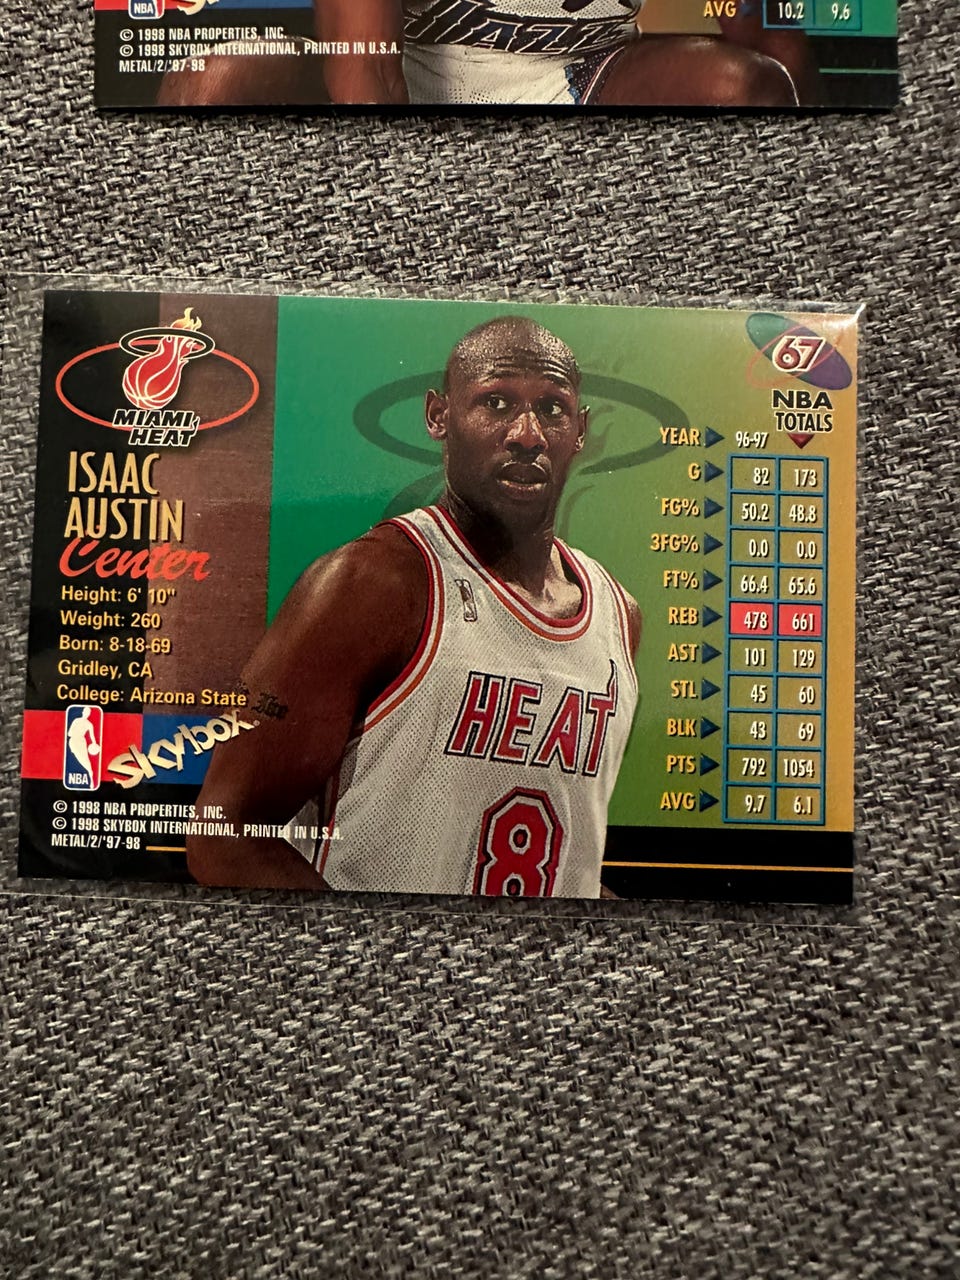 NBA
AVG 10.2 9.6
© 1998 NBA PROPERTIES, INC.
© 1998 SKYBOX INTERNATIONAL, PRINTED IN U.S.A.
METAL/2/'97-98
JAZZ
MIAMI
HEAT
ISAAC
AUSTIN
Center
Height: 6' 10"
Weight: 260
Born: 8-18-69
Gridley, CA
College: Arizona State
NBA
Skybox®
© 1998 NBA PROPERTIES, INC.
© 1998 SKYBOX INTERNATIONAL, PRINTED IN U.S.A.
METAL/2/'97-98
HEAT
8
67
NBA
TOTALS
YEAR 96-97
G 82 173
FG% 50.2 48.8
3FG% 0.0 0.0
FT% 66.4 65.6
REB 478 661
AST 101 129
STL 45 60
BLK 43 69
PTS 792 1054
AVG 9.7 6.1